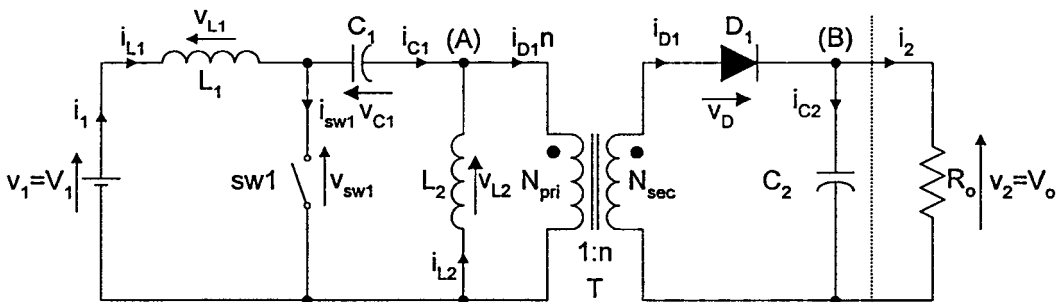 v_L1
i_L1
L_1
C_1
i_C1
v_C1
(A)
i_D1n
i_D1
D_1
v_D
(B)
i_2
i_1
i_sw1
i_C2
v_1=V_1
sw1
v_sw1
L_2
v_L2
N_pri
N_sec
C_2
R_o
v_2=V_o
i_L2
1:n
T